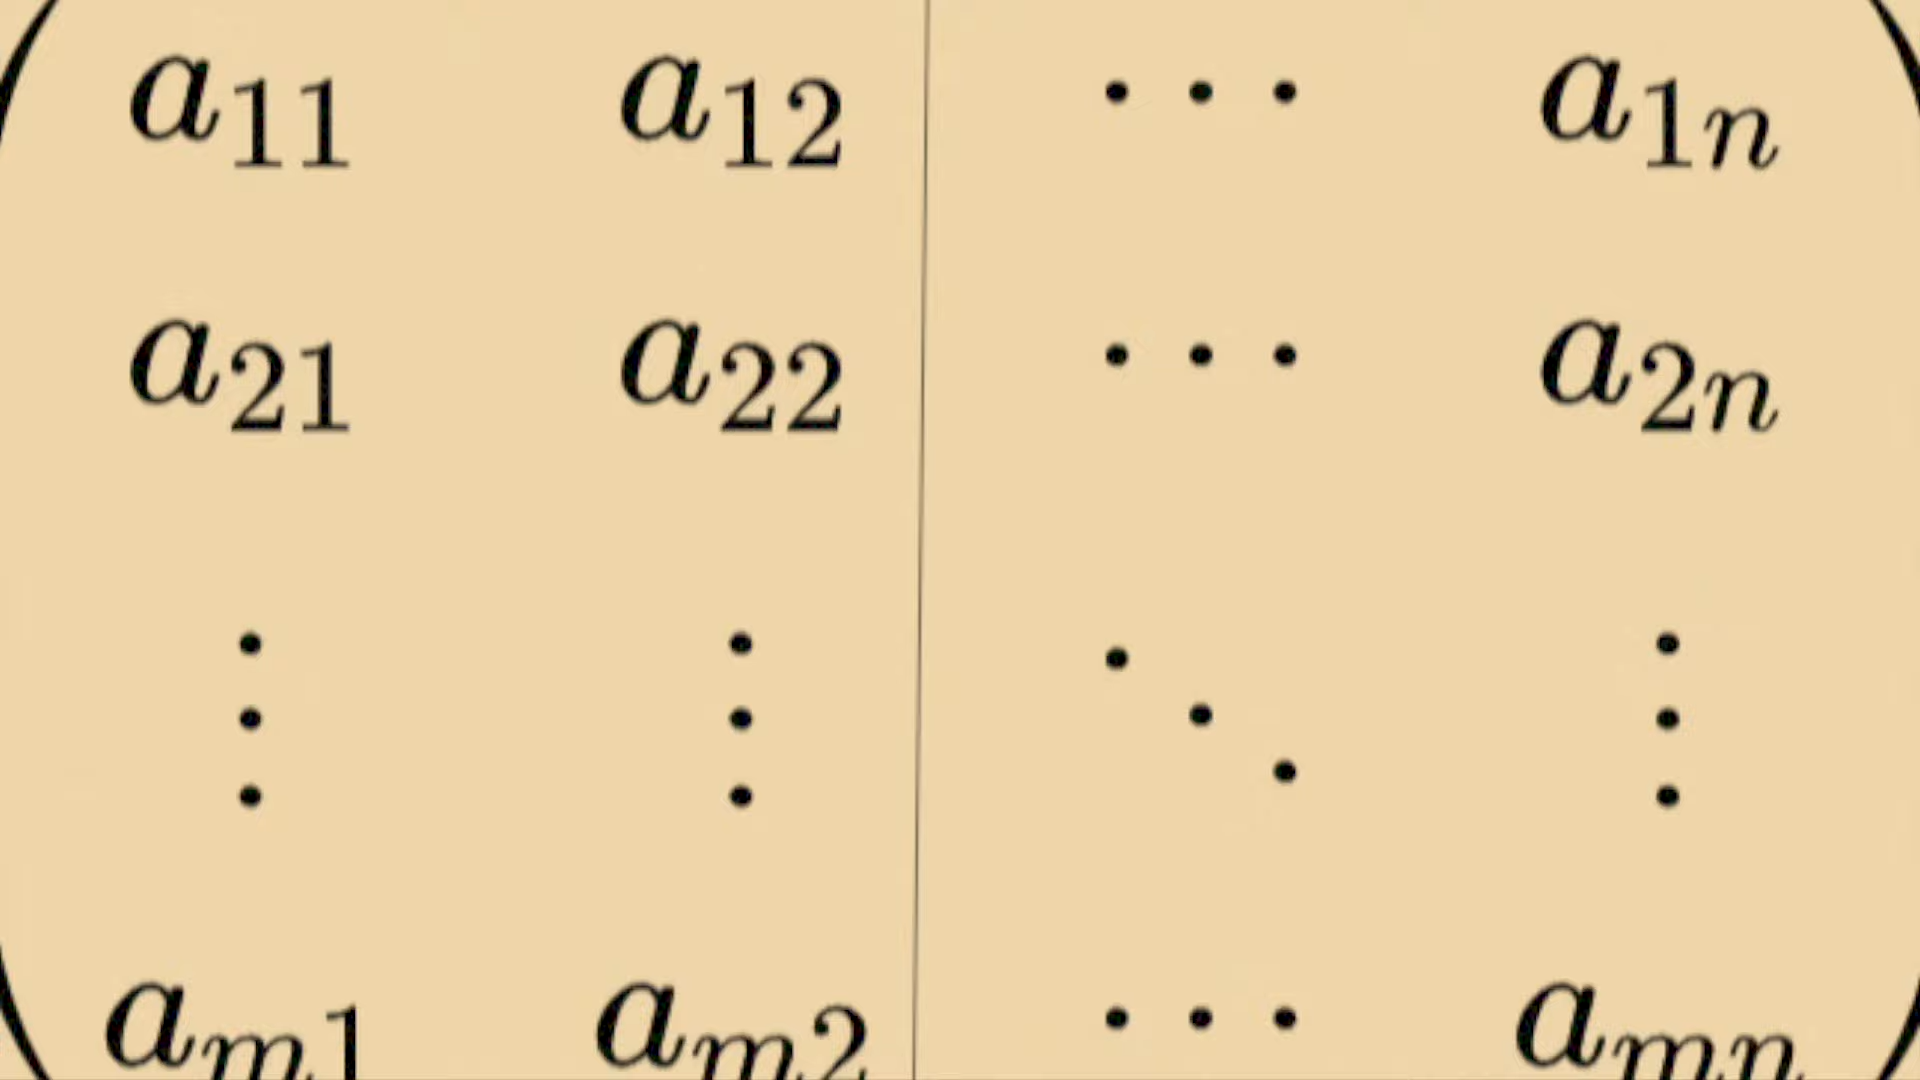 a₁₁ a₁₂ ⋯ a₁ₙ
a₂₁ a₂₂ ⋯ a₂ₙ
⋮ ⋮ ⋱ ⋮
aₘ₁ aₘ₂ ⋯ aₘₙ